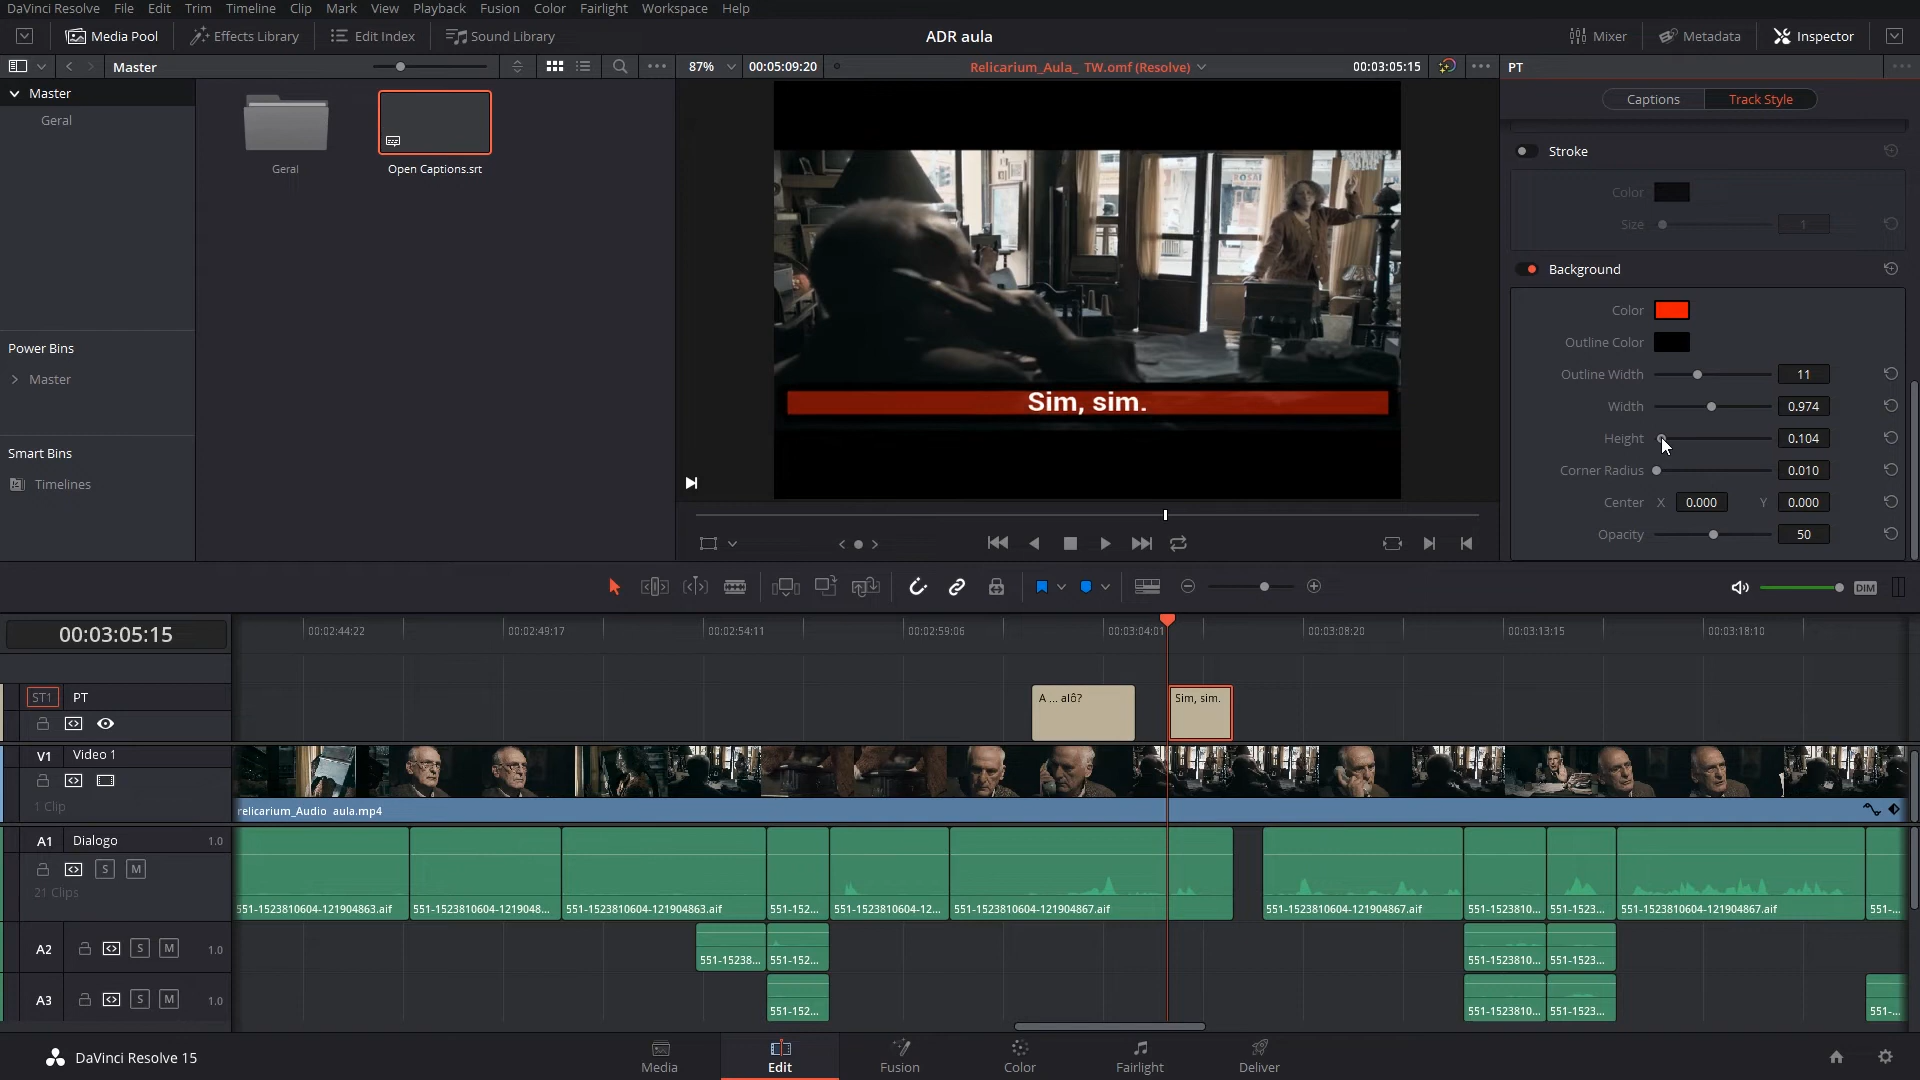 DaVinci Resolve File Edit Trim Timeline Clip Mark View Playback Fusion Color Fairlight Workspace Help
Media Pool Effects Library Edit Index Sound Library ADR aula Mixer Metadata Inspector
Master 87% 00:05:09:20 Relicarium_Aula_ TW.omf (Resolve) 00:03:05:15 PT
Master
Geral
Geral
Open Captions.srt
Power Bins
Master
Smart Bins
Timelines
Sim, sim.
Captions Track Style
Stroke
Color
Size 1
Background
Color
Outline Color
Outline Width 11
Width 0.974
Height 0.104
Corner Radius 0.010
Center X 0.000 Y 0.000
Opacity 50
DIM
00:03:05:15 00:02:44:22 00:02:49:17 00:02:54:11 00:02:59:06 00:03:04:01 00:03:08:20 00:03:13:15 00:03:18:10
ST1 PT A ... alô? Sim, sim.
V1 Video 1
1 Clip
relicarium_Audio aula.mp4
A1 Dialogo 1.0
S M
21 Clips
551-1523810604-121904863.aif 551-1523810604-1219048... 551-1523810604-121904863.aif 551-152... 551-1523810604-12... 551-1523810604-121904867.aif 551-1523810604-121904867.aif 551-1523810... 551-1523... 551-1523810604-121904867.aif 551-...
A2 S M 1.0 551-15238... 551-152... 551-1523810... 551-1523...
A3 S M 1.0 551-152... 551-1523810... 551-1523... 551-...
DaVinci Resolve 15 Media Edit Fusion Color Fairlight Deliver